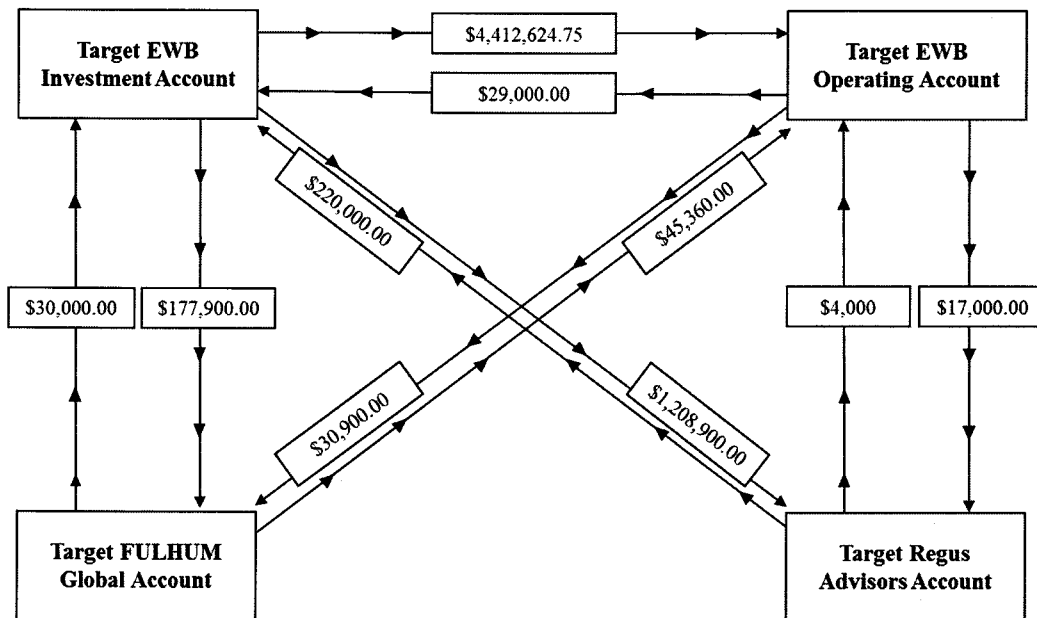 Target EWB
Investment Account
$4,412,624.75
$29,000.00
Target EWB
Operating Account
$220,000.00
$45,360.00
$30,000.00
$177,900.00
$4,000
$17,000.00
$30,900.00
$1,208,900.00
Target FULHUM
Global Account
Target Regus
Advisors Account